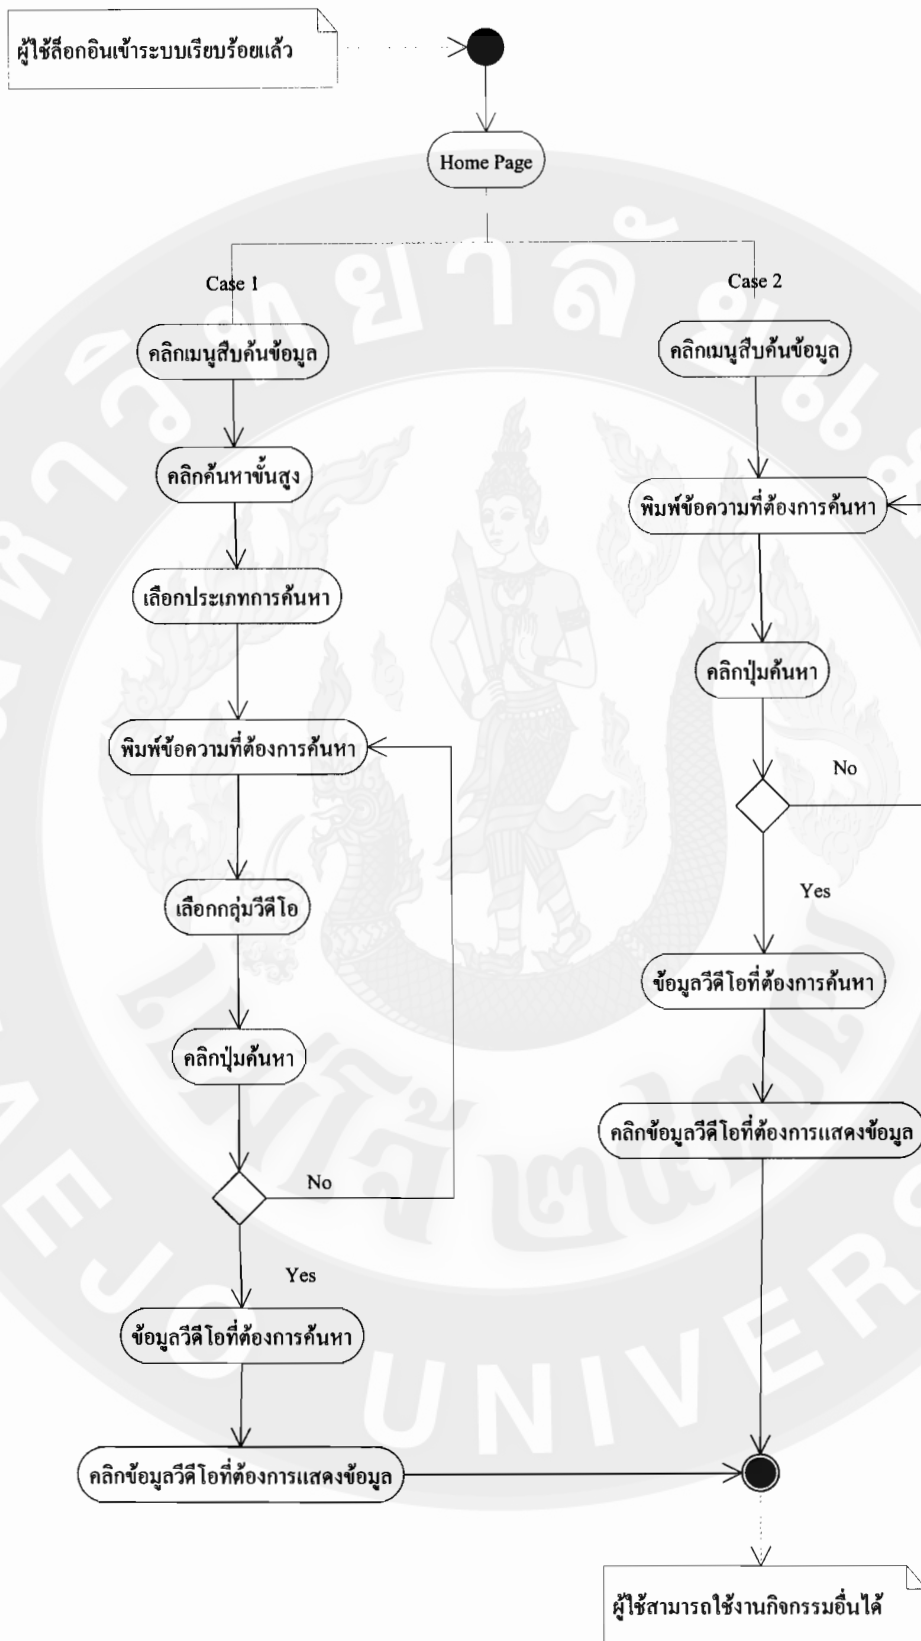 ผู้ใช้ล็อกอินเข้าระบบเรียบร้อยแล้ว
Home Page
Case 1
คลิกเมนูสืบค้นข้อมูล
คลิกค้นหาขั้นสูง
เลือกประเภทการค้นหา
พิมพ์ข้อความที่ต้องการค้นหา
เลือกกลุ่มวีดีโอ
คลิกปุ่มค้นหา
No
Yes
ข้อมูลวีดีโอที่ต้องการค้นหา
คลิกข้อมูลวีดีโอที่ต้องการแสดงข้อมูล
Case 2
คลิกเมนูสืบค้นข้อมูล
พิมพ์ข้อความที่ต้องการค้นหา
คลิกปุ่มค้นหา
No
Yes
ข้อมูลวีดีโอที่ต้องการค้นหา
คลิกข้อมูลวีดีโอที่ต้องการแสดงข้อมูล
ผู้ใช้สามารถใช้งานกิจกรรมอื่นได้
แม่โจ้ ๒๔๗๗